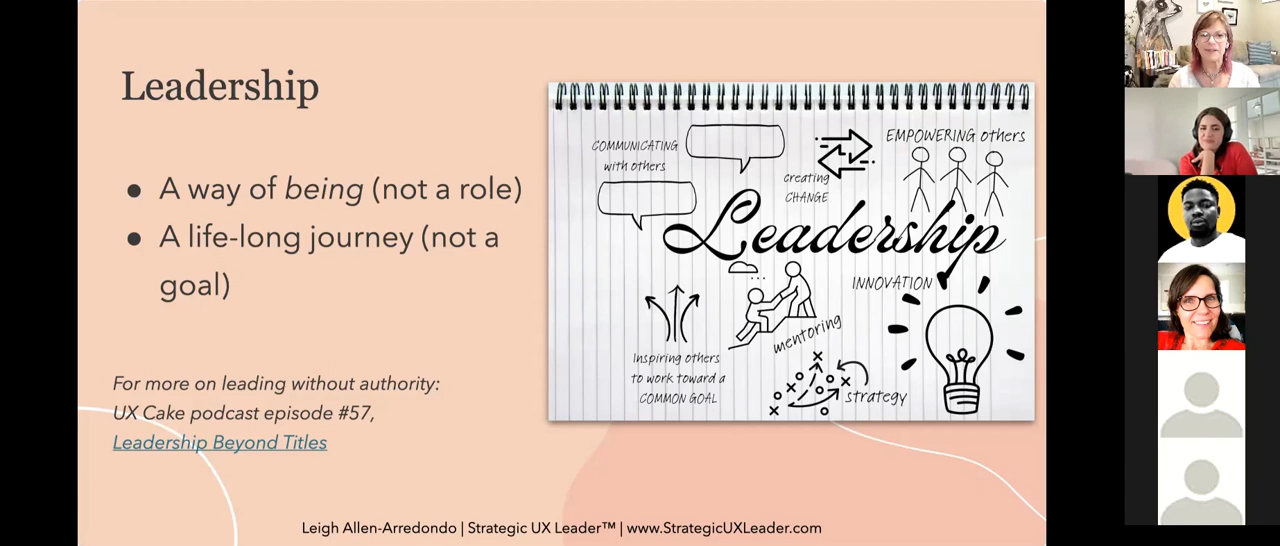 Leadership
● A way of being (not a role)
● A life-long journey (not a
goal)
For more on leading without authority:
UX Cake podcast episode #57,
Leadership Beyond Titles
COMMUNICATING
with others
creating
CHANGE
EMPOWERING others
Leadership
INNOVATION
mentoring
Inspiring others
to work toward a
COMMON GOAL
strategy
Leigh Allen-Arredondo | Strategic UX Leader™ | www.StrategicUXLeader.com